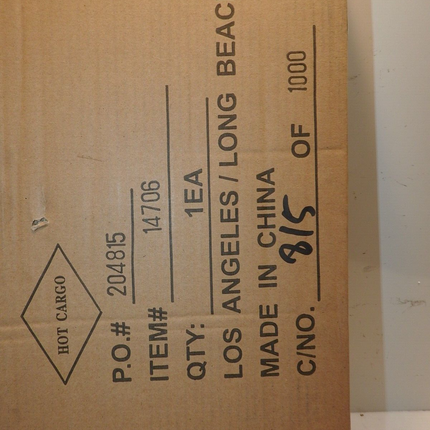 HOT CARGO
P.O.# 204815
ITEM# 14706
QTY: 1EA
LOS ANGELES / LONG BEAC
MADE IN CHINA
C/NO. 815 OF 1000